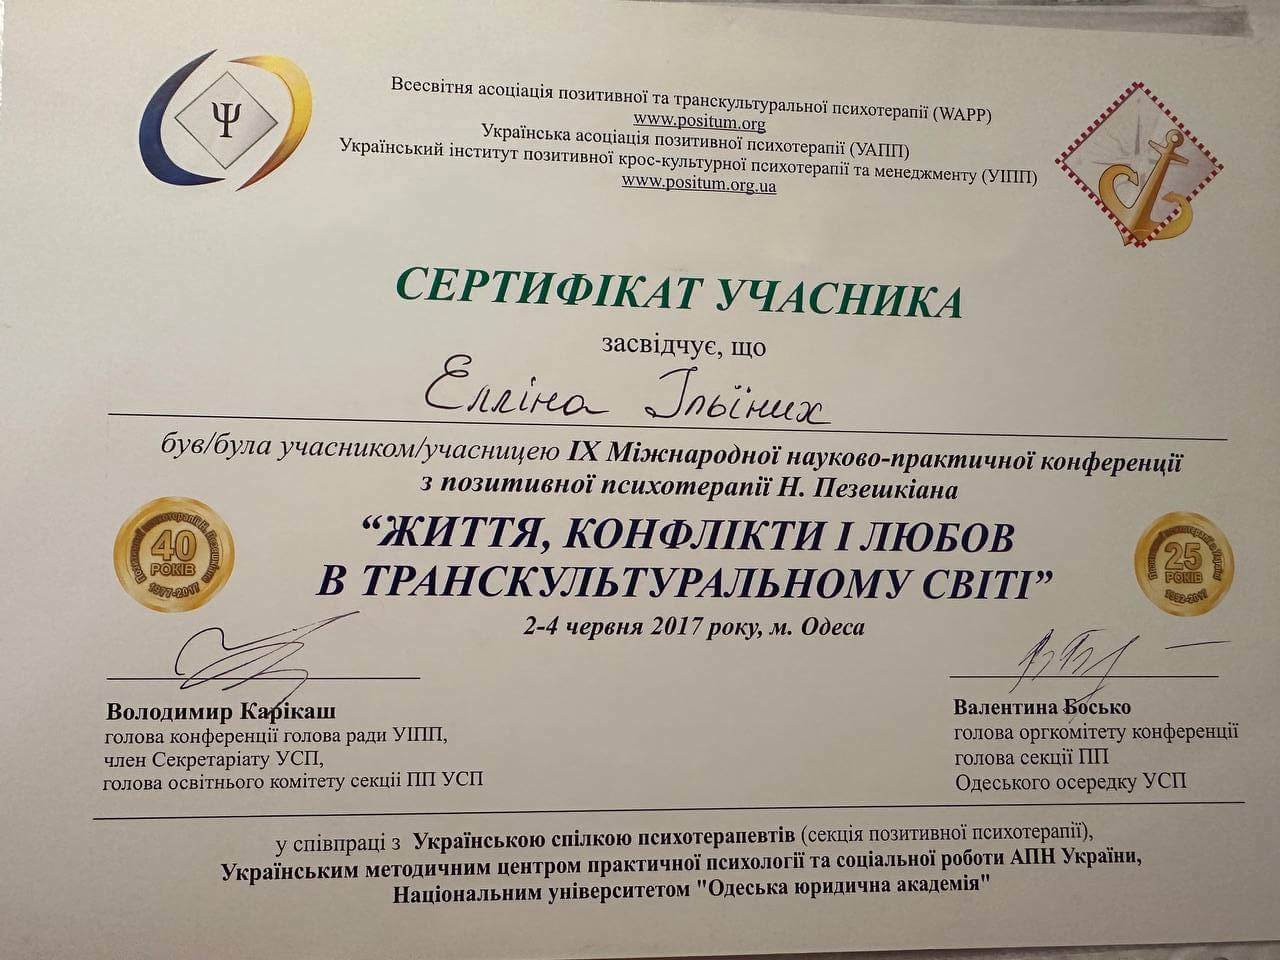 Ψ
Всесвітня асоціація позитивної та транскультуральної психотерапії (WAPP)
www.positum.org
Українська асоціація позитивної психотерапії (УАПП)
Український інститут позитивної крос-культурної психотерапії та менеджменту (УІПП)
www.positum.org.ua
СЕРТИФІКАТ УЧАСНИКА
засвідчує, що
Елліна Ільїних
був/була учасником/учасницею IX Міжнародної науково-практичної конференції
з позитивної психотерапії Н. Пезешкіана
“ЖИТТЯ, КОНФЛІКТИ І ЛЮБОВ
В ТРАНСКУЛЬТУРАЛЬНОМУ СВІТІ”
2-4 червня 2017 року, м. Одеса
40
РОКІВ
1977-2017
25
РОКІВ
1992-2017
Володимир Карікаш
голова конференції голова ради УІПП,
член Секретаріату УСП,
голова освітнього комітету секції ПП УСП
Валентина Босько
голова оргкомітету конференції
голова секції ПП
Одеського осередку УСП
у співпраці з Українською спілкою психотерапевтів (секція позитивної психотерапії),
Українським методичним центром практичної психології та соціальної роботи АПН України,
Національним університетом "Одеська юридична академія"